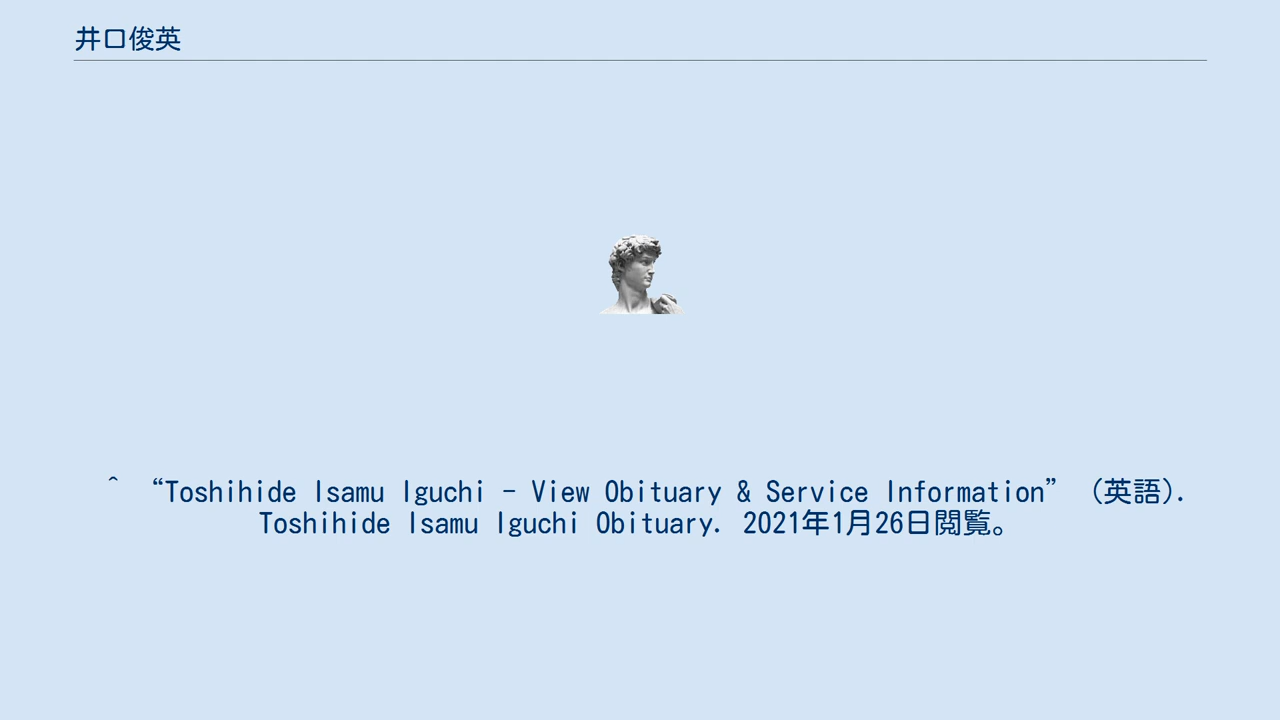 井口俊英
^ “Toshihide Isamu Iguchi - View Obituary & Service Information” (英語).
Toshihide Isamu Iguchi Obituary. 2021年1月26日閲覧。